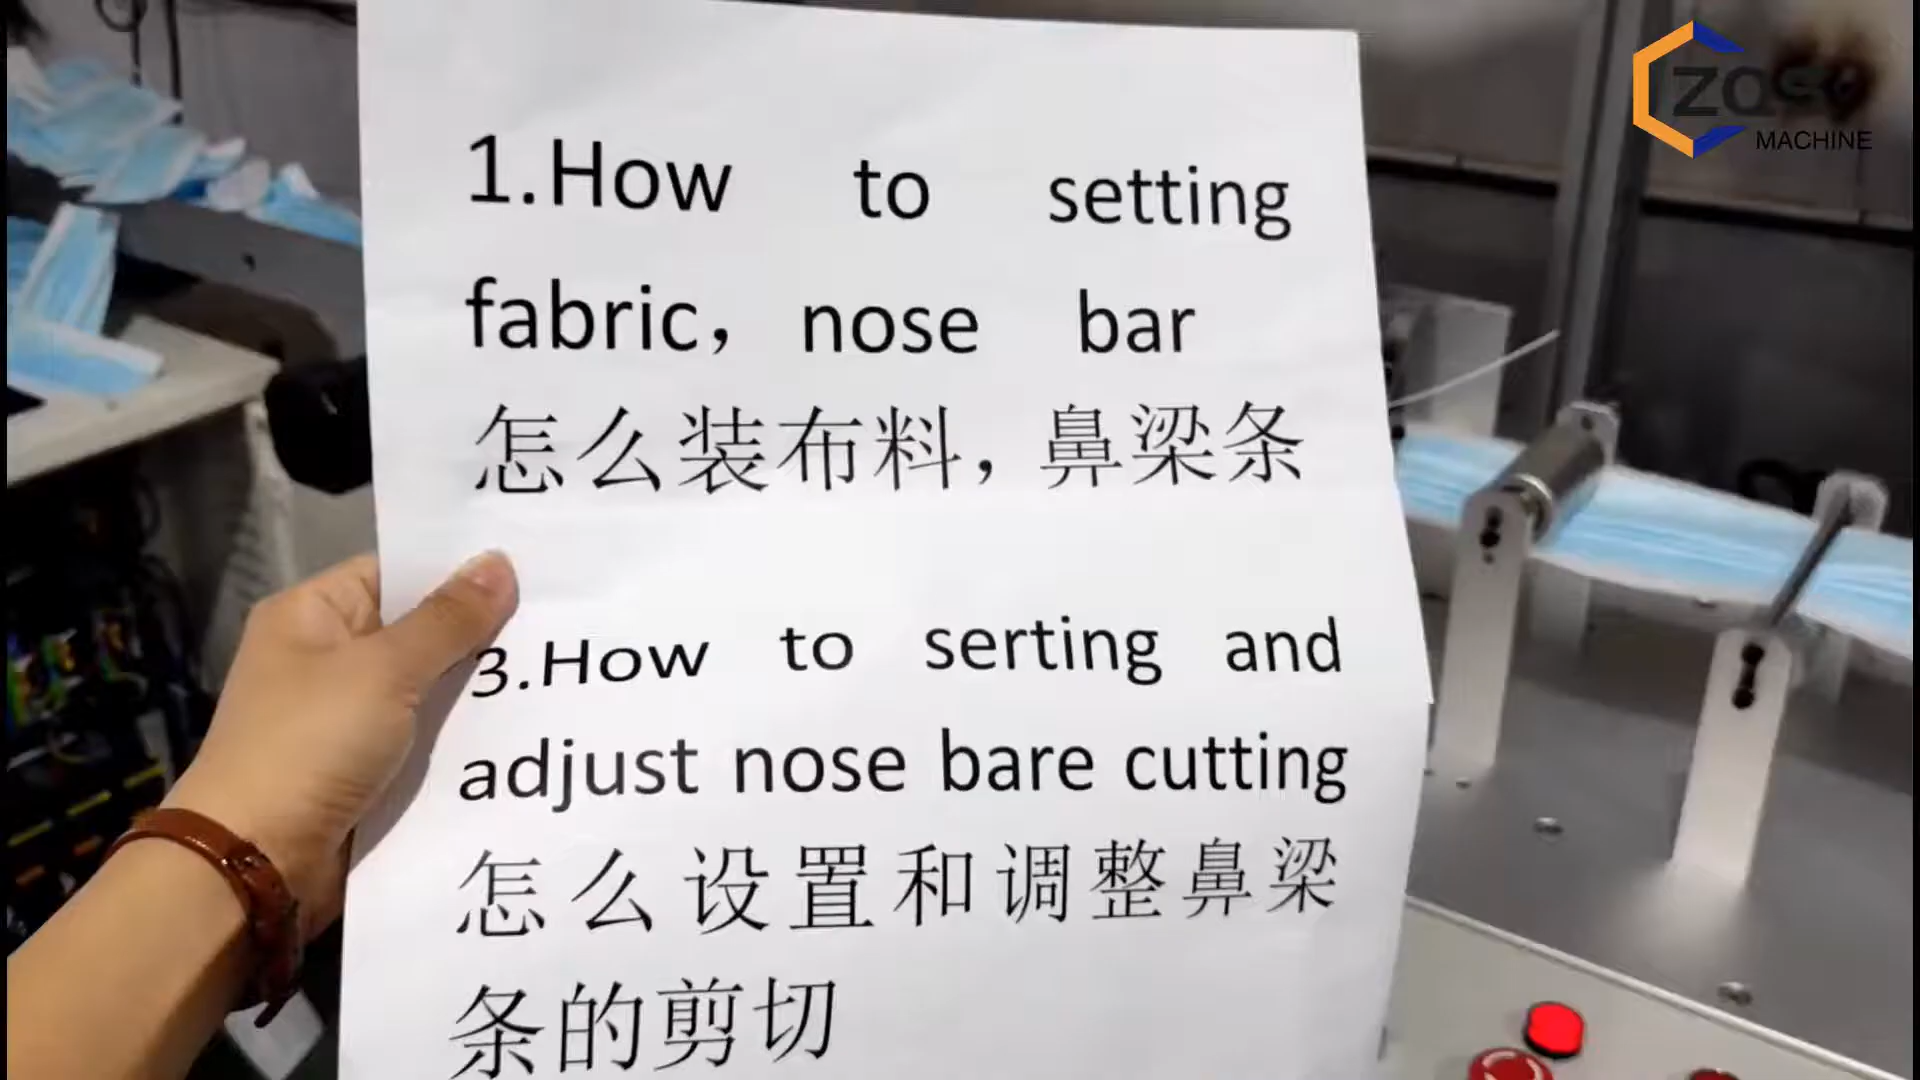 1.How to setting
fabric，nose bar
怎么装布料，鼻梁条
3.How to serting and
adjust nose bare cutting
怎么设置和调整鼻梁
条的剪切
MACHINE